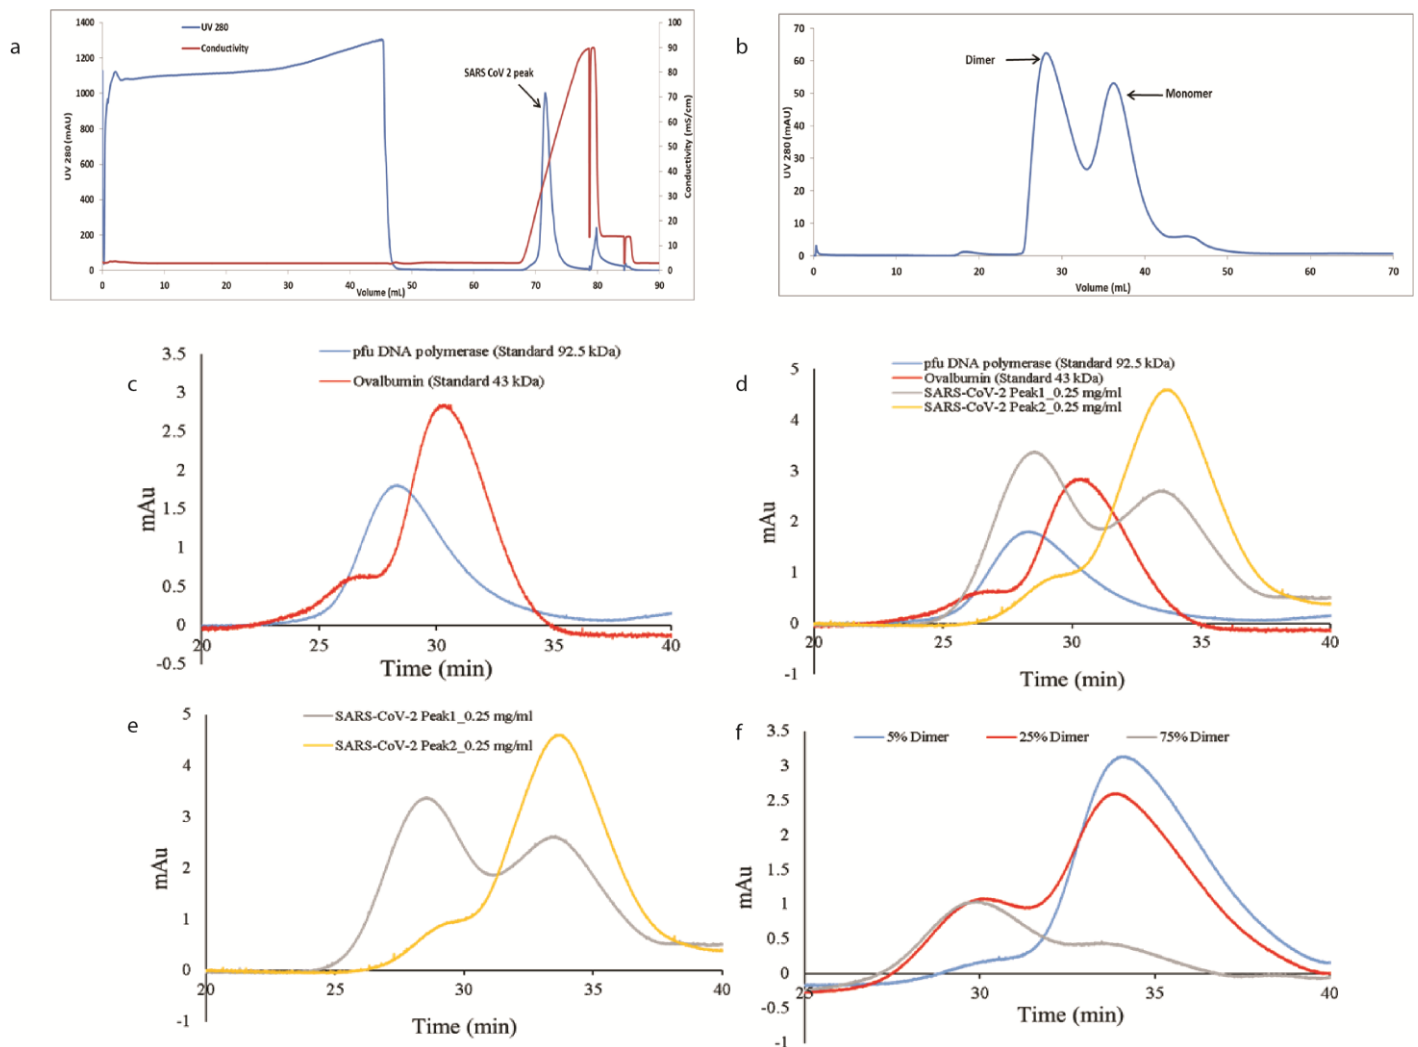 a
UV 280
Conductivity
SARS CoV 2 peak
UV 280 (mAU)
1400
1200
1000
800
600
400
200
0
Conductivity (mS/cm)
100
90
80
70
60
50
40
30
20
10
0
0 10 20 30 40 50 60 70 80 90
Volume (mL)
b
Dimer
Monomer
UV 280 (mAU)
70
60
50
40
30
20
10
0
0 10 20 30 40 50 60 70
Volume (mL)
c
pfu DNA polymerase (Standard 92.5 kDa)
Ovalbumin (Standard 43 kDa)
mAu
3.5
3
2.5
2
1.5
1
0.5
0
-0.5
20 25 30 35 40
Time (min)
d
pfu DNA polymerase (Standard 92.5 kDa)
Ovalbumin (Standard 43 kDa)
SARS-CoV-2 Peak1_0.25 mg/ml
SARS-CoV-2 Peak2_0.25 mg/ml
mAu
5
4
3
2
1
0
-1
20 25 30 35 40
Time (min)
e
SARS-CoV-2 Peak1_0.25 mg/ml
SARS-CoV-2 Peak2_0.25 mg/ml
mAu
5
4
3
2
1
0
-1
20 25 30 35 40
Time (min)
f
5% Dimer 25% Dimer 75% Dimer
mAu
3.5
3
2.5
2
1.5
1
0.5
0
-0.5
-1
25 30 35 40
Time (min)